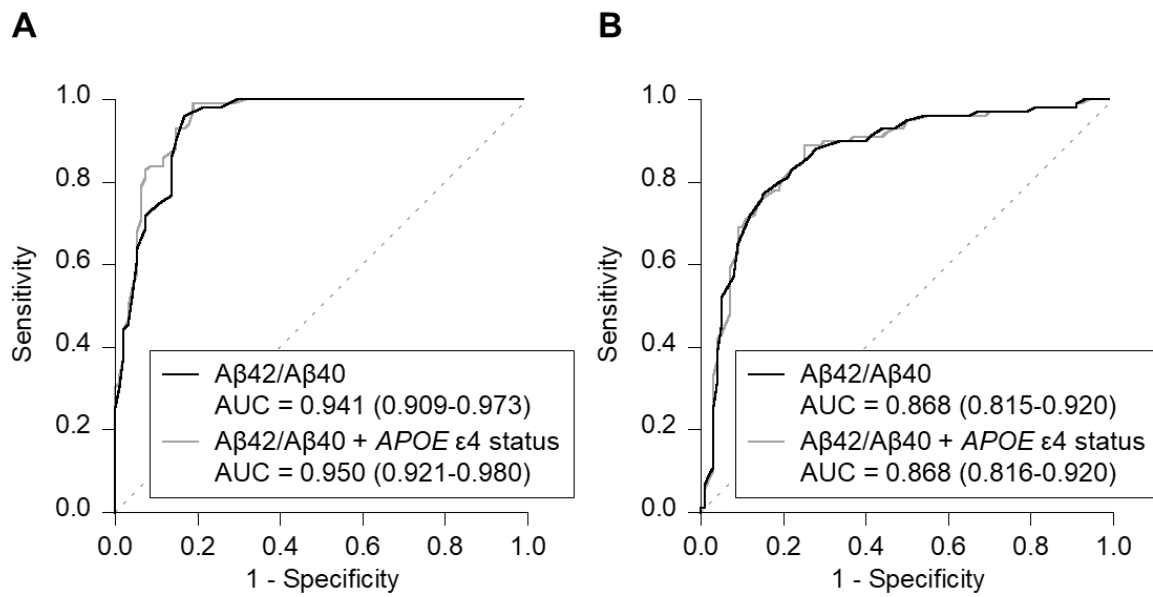 A
1.0
0.8
0.6
0.4
0.2
0.0
Sensitivity
Aβ42/Aβ40
AUC = 0.941 (0.909-0.973)
Aβ42/Aβ40 + APOE ε4 status
AUC = 0.950 (0.921-0.980)
0.0 0.2 0.4 0.6 0.8 1.0
1 - Specificity
B
1.0
0.8
0.6
0.4
0.2
0.0
Sensitivity
Aβ42/Aβ40
AUC = 0.868 (0.815-0.920)
Aβ42/Aβ40 + APOE ε4 status
AUC = 0.868 (0.816-0.920)
0.0 0.2 0.4 0.6 0.8 1.0
1 - Specificity